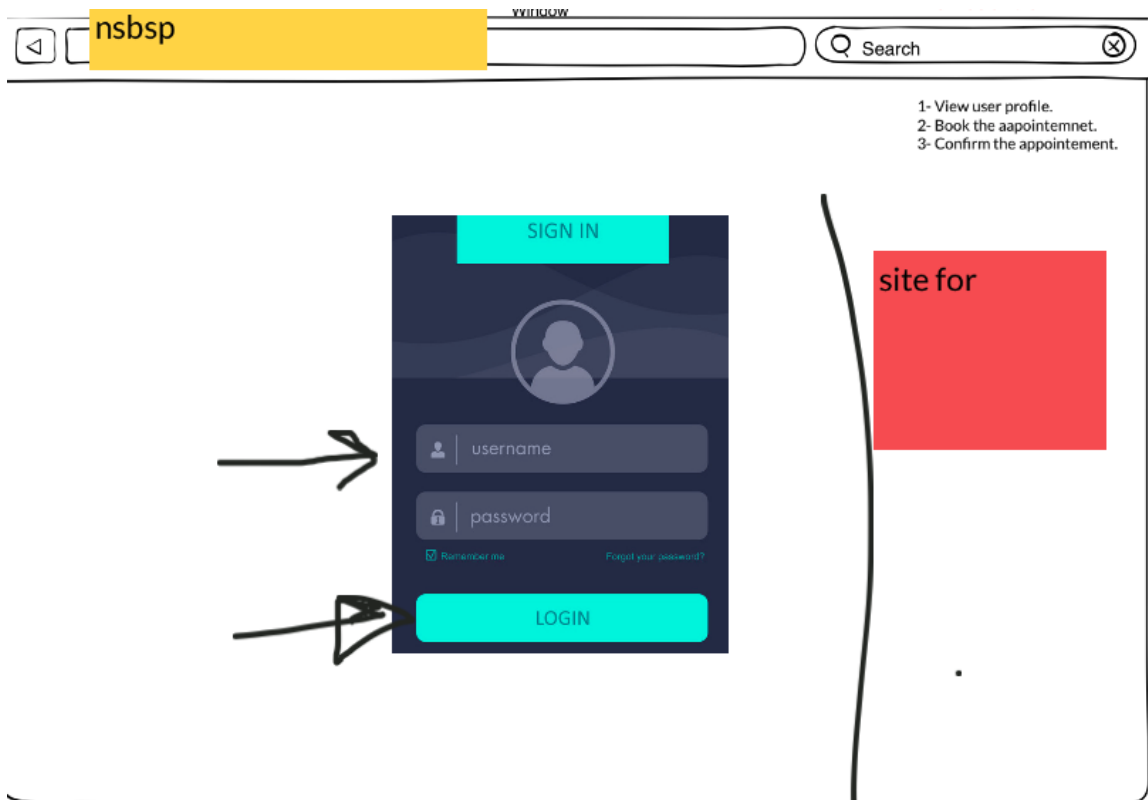 Window
nsbsp
Search
1- View user profile.
2- Book the aapointemnet.
3- Confirm the appointement.
SIGN IN
site for
username
password
Remember me
Forgot your password?
LOGIN